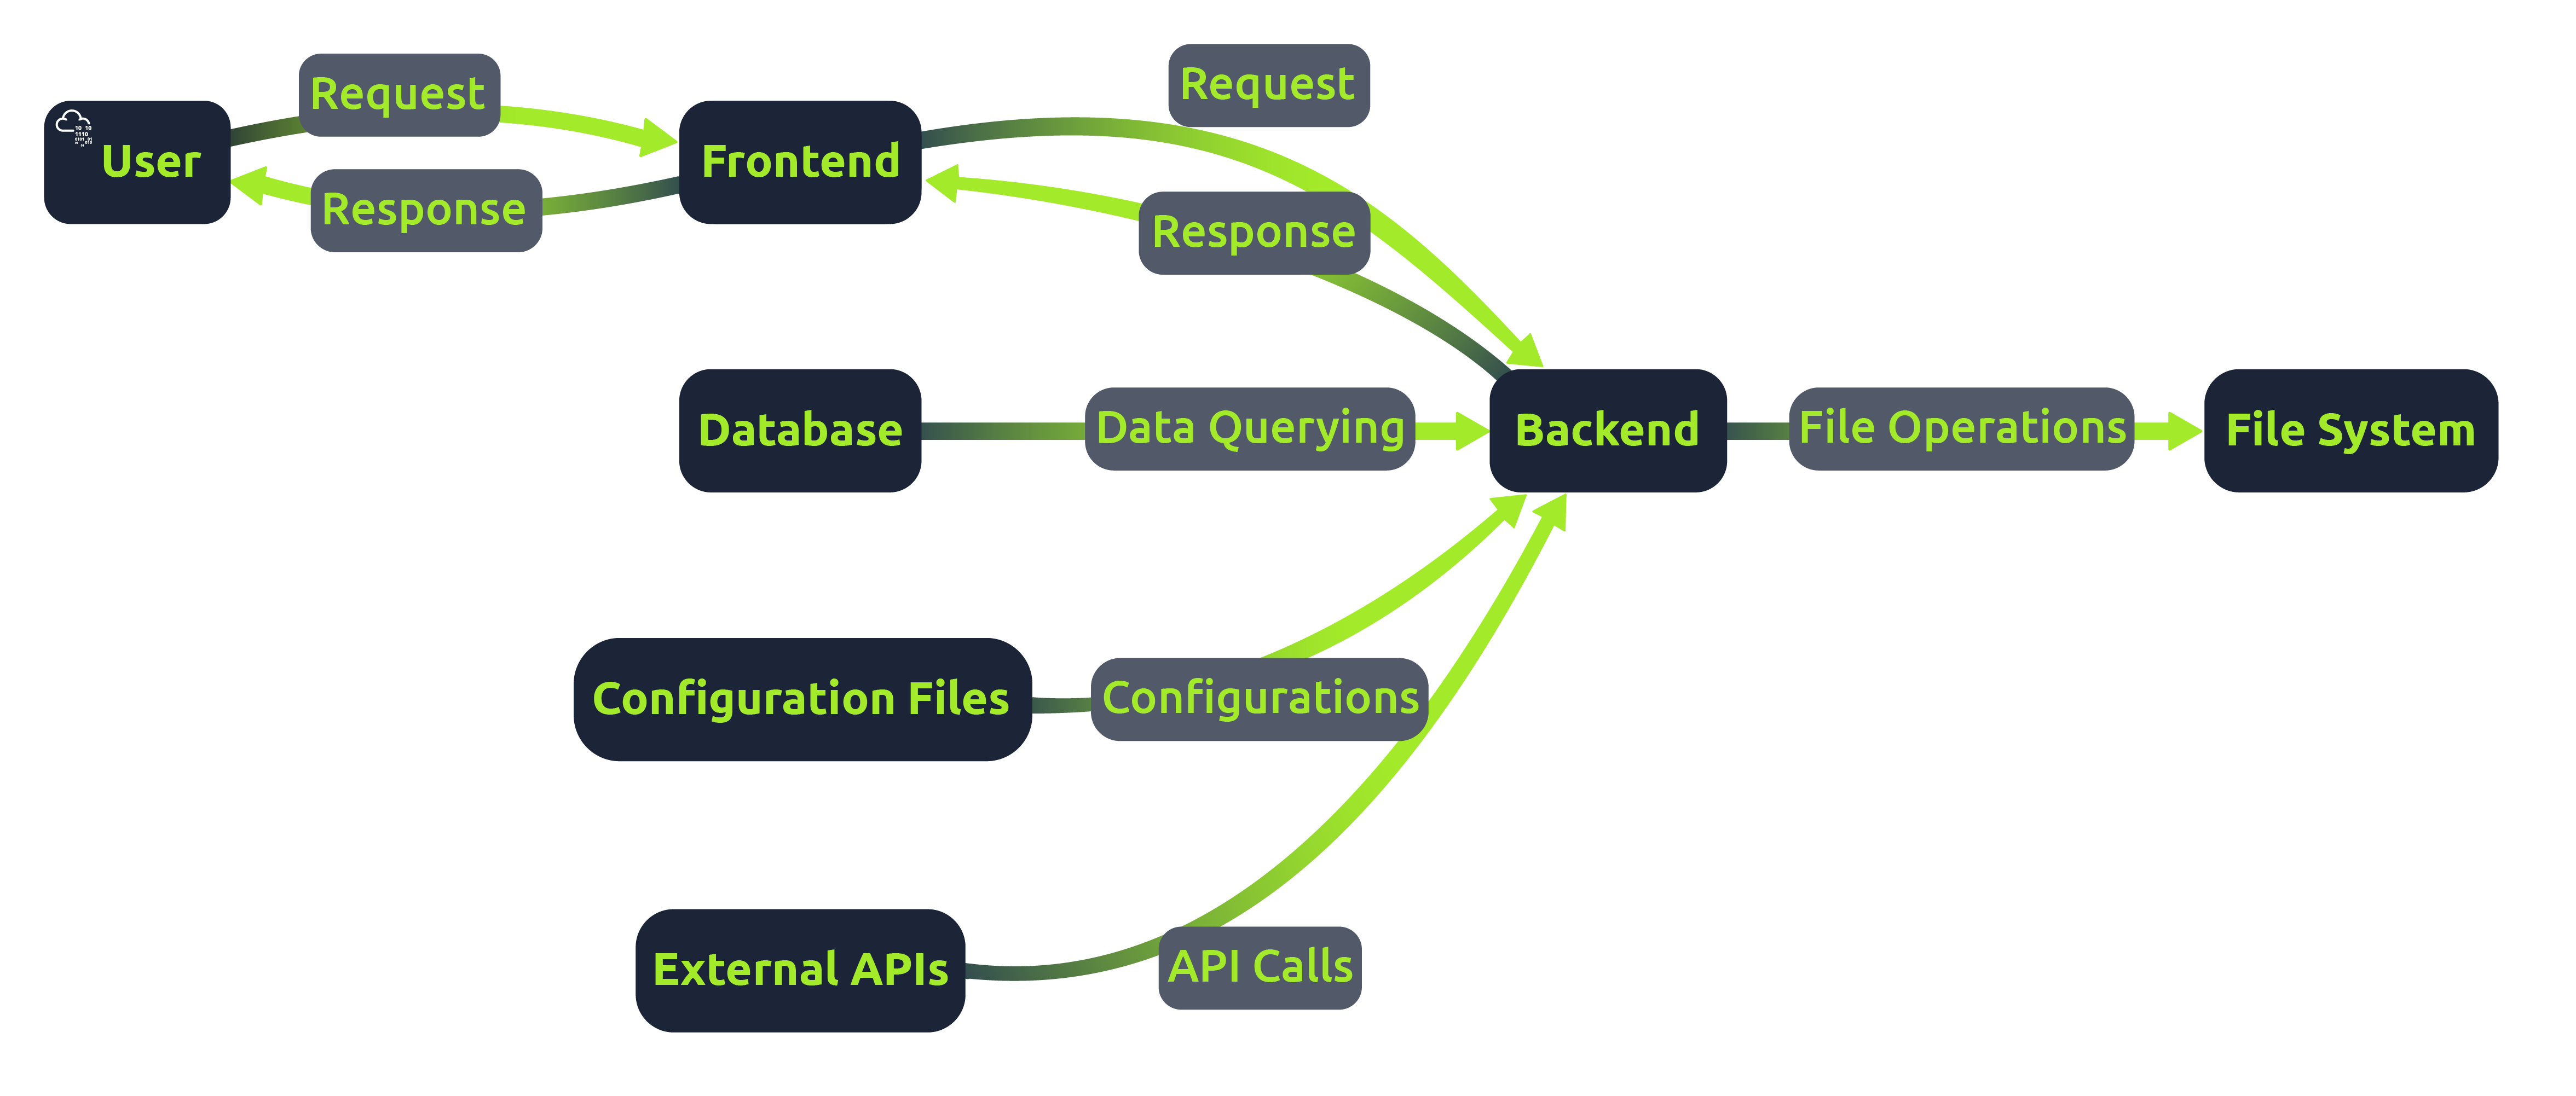 Request
Request
User
Frontend
Response
Response
Database
Data Querying
Backend
File Operations
File System
Configuration Files
Configurations
External APIs
API Calls